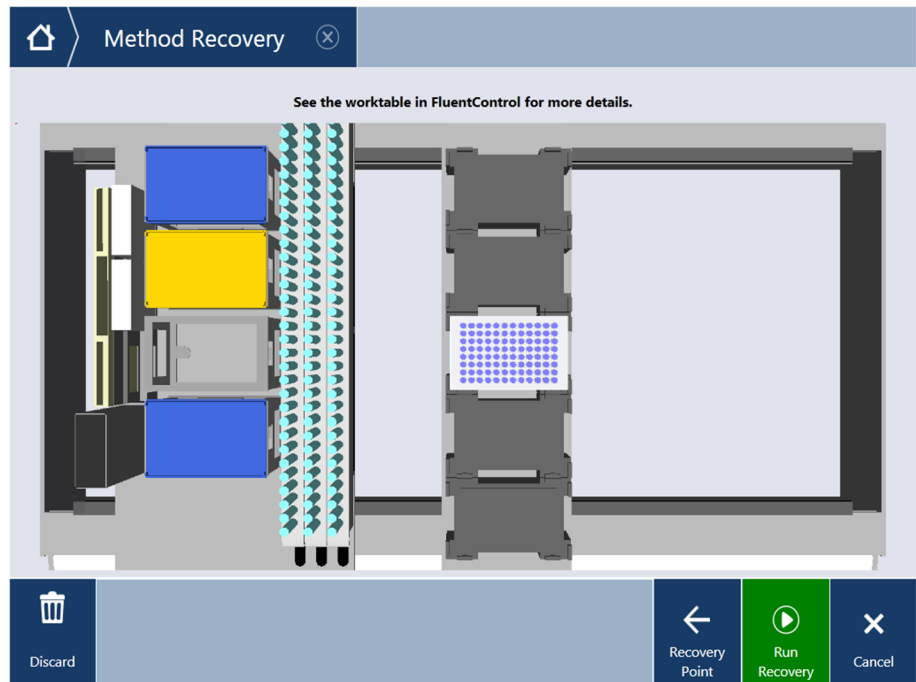 Method Recovery
See the worktable in FluentControl for more details.
Discard
Recovery
Point
Run
Recovery
Cancel